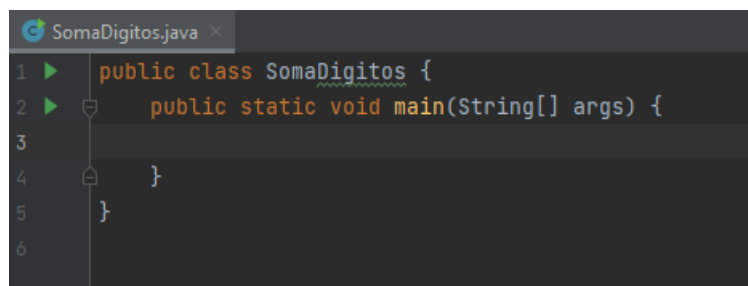 SomaDigitos.java
1 public class SomaDigitos {
2 public static void main(String[] args) {
3
4 }
5 }
6